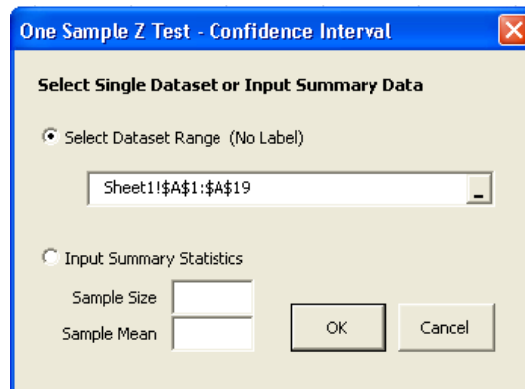 One Sample Z Test - Confidence Interval
Select Single Dataset or Input Summary Data
Select Dataset Range (No Label)
Sheet1!$A$1:$A$19
Input Summary Statistics
Sample Size
Sample Mean
OK
Cancel